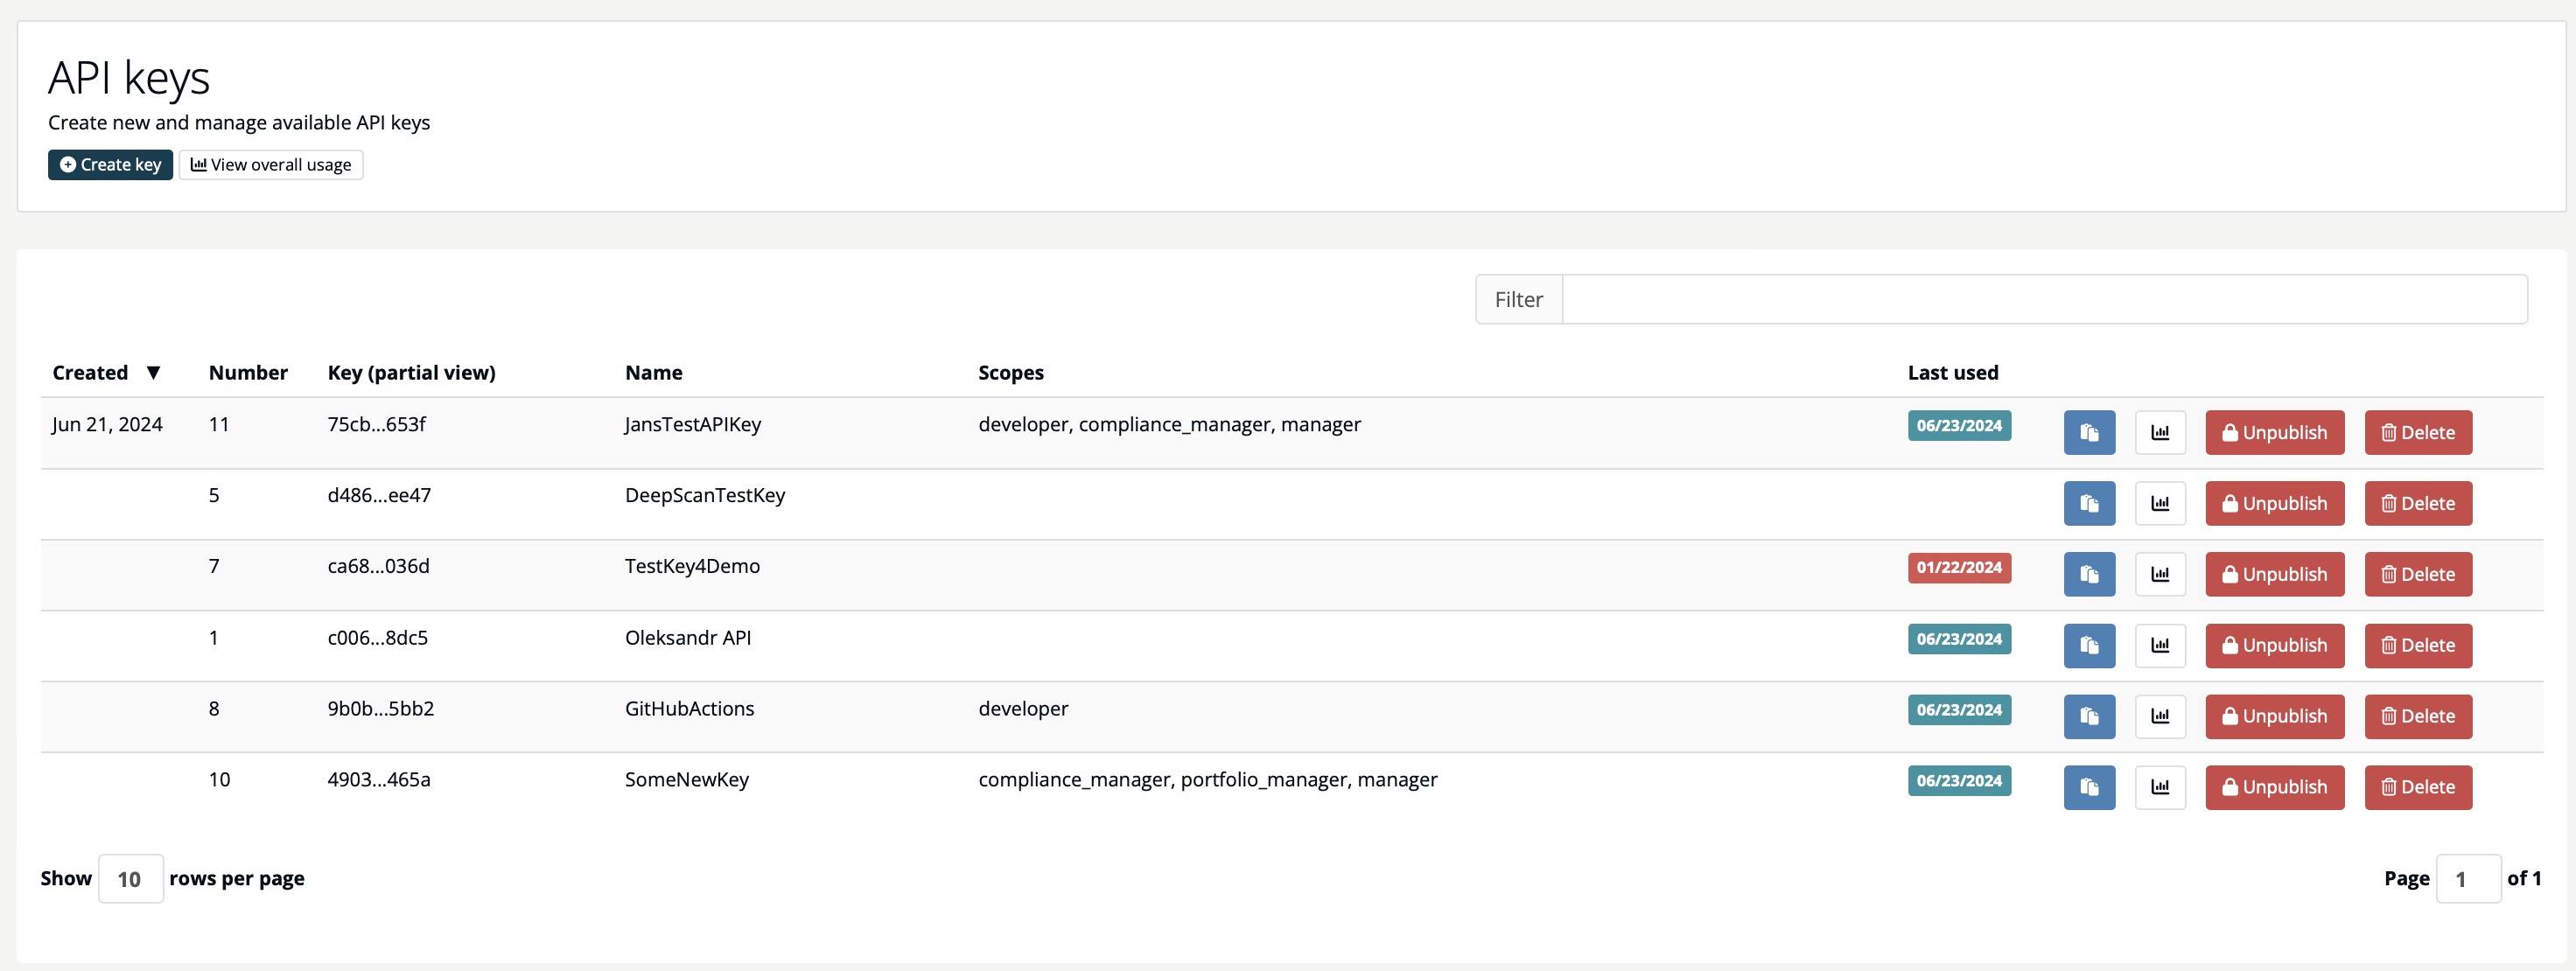 API keys
Create new and manage available API keys
Create key View overall usage
Filter
Created ▼ Number Key (partial view) Name Scopes Last used
Jun 21, 2024 11 75cb...653f JansTestAPIKey developer, compliance_manager, manager 06/23/2024 Unpublish Delete
5 d486...ee47 DeepScanTestKey Unpublish Delete
7 ca68...036d TestKey4Demo 01/22/2024 Unpublish Delete
1 c006...8dc5 Oleksandr API 06/23/2024 Unpublish Delete
8 9b0b...5bb2 GitHubActions developer 06/23/2024 Unpublish Delete
10 4903...465a SomeNewKey compliance_manager, portfolio_manager, manager 06/23/2024 Unpublish Delete
Show 10 rows per page Page 1 of 1